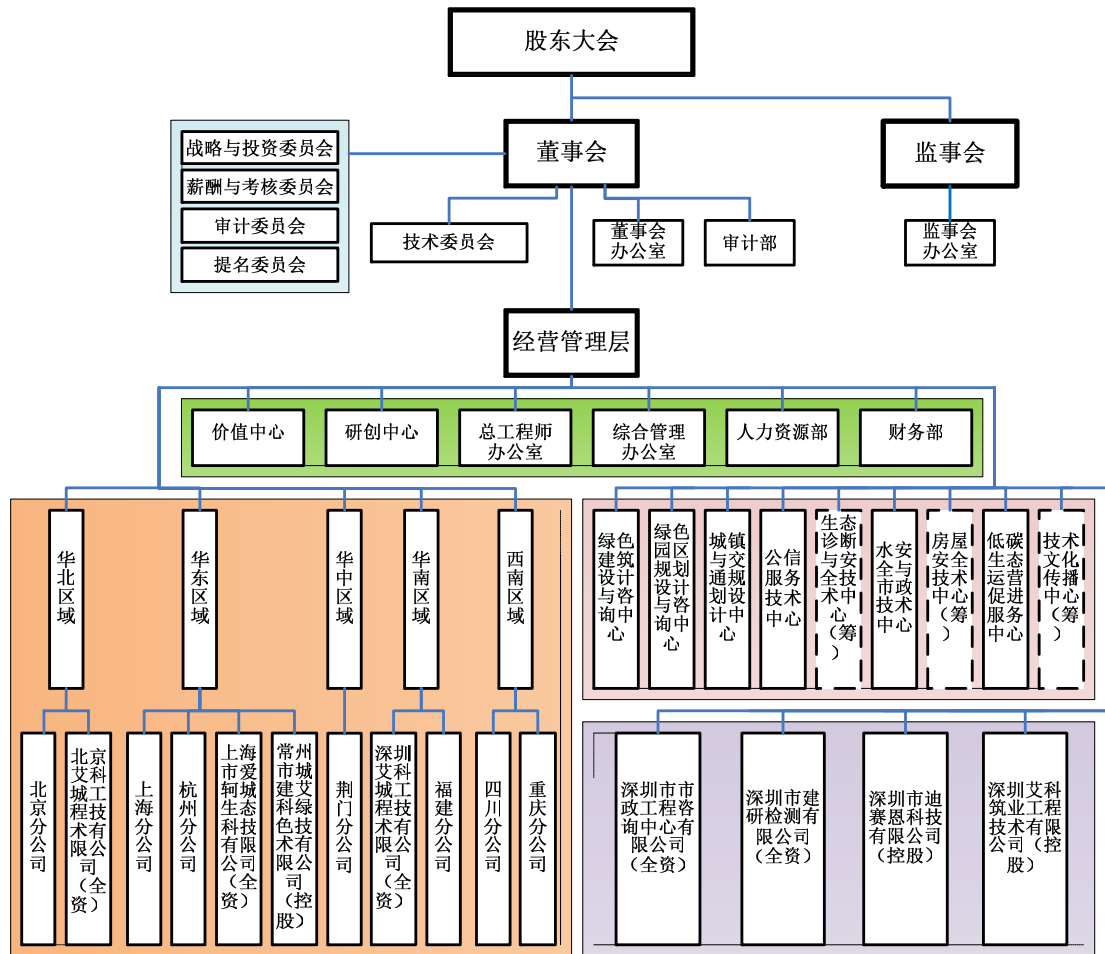 股东大会
董事会
监事会
战略与投资委员会
薪酬与考核委员会
审计委员会
提名委员会
技术委员会
董事会
办公室
审计部
监事会
办公室
经营管理层
价值中心
研创中心
总工程师
办公室
综合管理
办公室
人力资源部
财务部
华北区域
华东区域
华中区域
华南区域
西南区域
北京分公司
北京艾科城工程技术有限公司（全资）
上海分公司
杭州分公司
上海市爱轲城生态科技有限公司（全资）
常州市城建艾科绿色技术有限公司（控股）
荆门分公司
深圳艾科城工程技术有限公司（全资）
福建分公司
四川分公司
重庆分公司
绿色建筑设计与咨询中心
绿色园区规划设计与咨询中心
城镇与交通规划设计中心
公信服务技术中心
生态诊断与安全技术中心（筹）
水安全与市政技术中心
房屋安全技术中心（筹）
低碳生态运营促进服务中心
技术文化传播中心（筹）
深圳市市
政工程咨
询中心有
限公司
（全资）
深圳市建
研检测有
限公司
（全资）
深圳市迪
赛恩科技
有限公司
（控股）
深圳艾科
筑业工程
技术有限
公司（控
股）